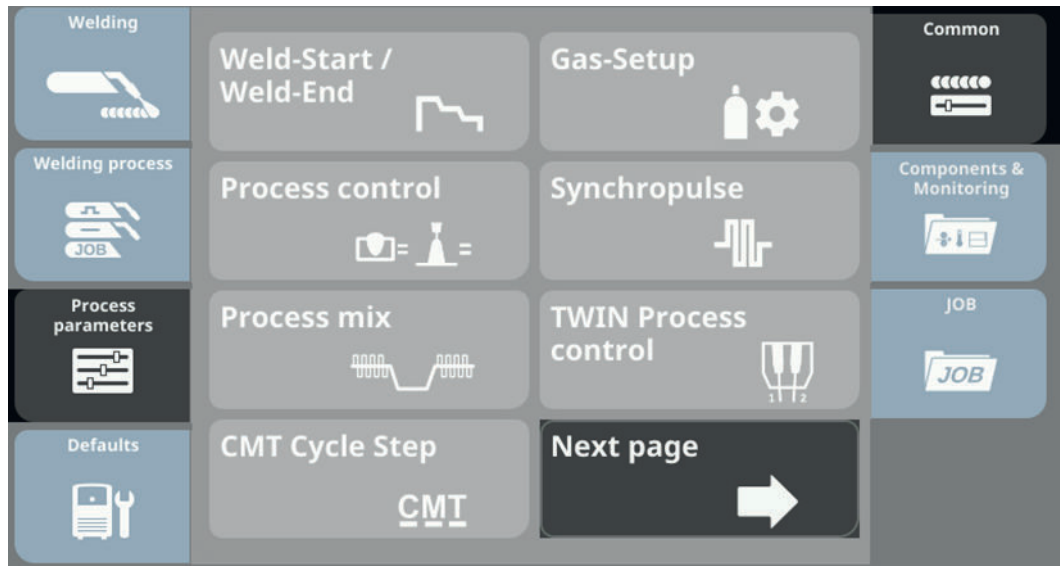 Welding
Welding process
JOB
Process
parameters
Defaults
Weld-Start /
Weld-End
Gas-Setup
Process control
Synchropulse
Process mix
TWIN Process
control
1 2
CMT Cycle Step
CMT
Next page
Common
Components &
Monitoring
JOB
JOB